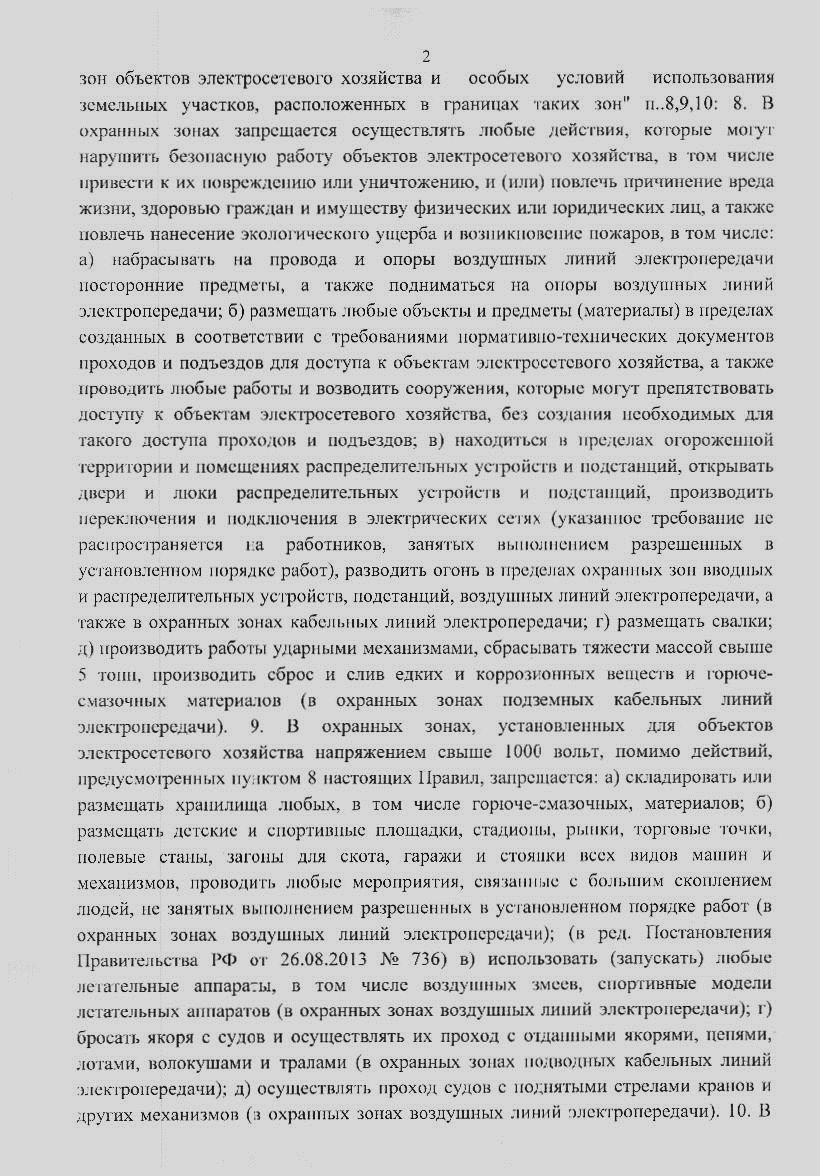 2
зон объектов электросетевого хозяйства и особых условий использования
земельных участков, расположенных в границах таких зон" п..8,9,10: 8. В
охранных зонах запрещается осуществлять любые действия, которые могут
нарушить безопасную работу объектов электросетевого хозяйства, в том числе
привести к их повреждению или уничтожению, и (или) повлечь причинение вреда
жизни, здоровью граждан и имуществу физических или юридических лиц, а также
повлечь нанесение экологического ущерба и возникновение пожаров, в том числе:
а) набрасывать на провода и опоры воздушных линий электропередачи
посторонние предметы, а также подниматься на опоры воздушных линий
электропередачи; б) размещать любые объекты и предметы (материалы) в пределах
созданных в соответствии с требованиями нормативно-технических документов
проходов и подъездов для доступа к объектам электросетевого хозяйства, а также
проводить любые работы и возводить сооружения, которые могут препятствовать
доступу к объектам электросетевого хозяйства, без создания необходимых для
такого доступа проходов и подъездов; в) находиться в пределах огороженной
территории и помещениях распределительных устройств и подстанций, открывать
двери и люки распределительных устройств и подстанций, производить
переключения и подключения в электрических сетях (указанное требование не
распространяется на работников, занятых выполнением разрешенных в
установленном порядке работ), разводить огонь в пределах охранных зон вводных
и распределительных устройств, подстанций, воздушных линий электропередачи, а
также в охранных зонах кабельных линий электропередачи; г) размещать свалки;
д) производить работы ударными механизмами, сбрасывать тяжести массой свыше
5 тонн, производить сброс и слив едких и коррозионных веществ и горюче-
смазочных материалов (в охранных зонах подземных кабельных линий
электропередачи). 9. В охранных зонах, установленных для объектов
электросетевого хозяйства напряжением свыше 1000 вольт, помимо действий,
предусмотренных пунктом 8 настоящих Правил, запрещается: а) складировать или
размещать хранилища любых, в том числе горюче-смазочных, материалов; б)
размещать детские и спортивные площадки, стадионы, рынки, торговые точки,
полевые станы, загоны для скота, гаражи и стоянки всех видов машин и
механизмов, проводить любые мероприятия, связанные с большим скоплением
людей, не занятых выполнением разрешенных в установленном порядке работ (в
охранных зонах воздушных линий электропередачи); (в ред. Постановления
Правительства РФ от 26.08.2013 № 736) в) использовать (запускать) любые
летательные аппараты, в том числе воздушных змеев, спортивные модели
летательных аппаратов (в охранных зонах воздушных линий электропередачи); г)
бросать якоря с судов и осуществлять их проход с отданными якорями, цепями,
лотами, волокушами и тралами (в охранных зонах подводных кабельных линий
электропередачи); д) осуществлять проход судов с поднятыми стрелами кранов и
других механизмов (в охранных зонах воздушных линий электропередачи). 10. В